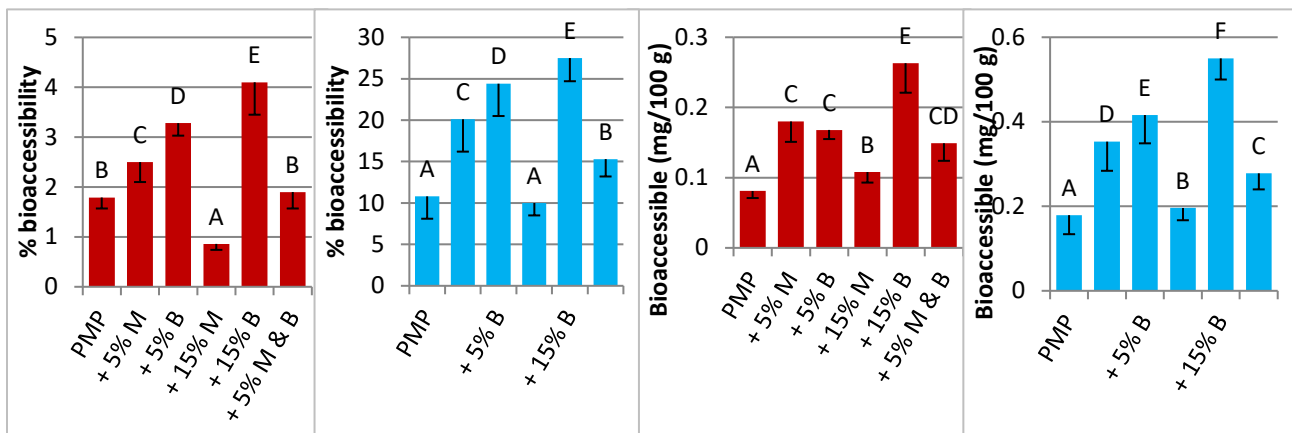 % bioaccessibility
5
4
3
2
1
0
B
C
D
A
E
B
PMP
+ 5% M
+ 5% B
+ 15% M
+ 15% B
+ 5% M & B
% bioaccessibility
30
25
20
15
10
5
0
A
C
D
A
E
B
PMP
+ 5% B
+ 15% B
Bioaccessible (mg/100 g)
0.3
0.2
0.1
0
A
C
C
B
E
CD
PMP
+ 5% M
+ 5% B
+ 15% M
+ 15% B
+ 5% M & B
Bioaccessible (mg/100 g)
0.6
0.4
0.2
0
A
D
E
B
F
C
PMP
+ 5% B
+ 15% B